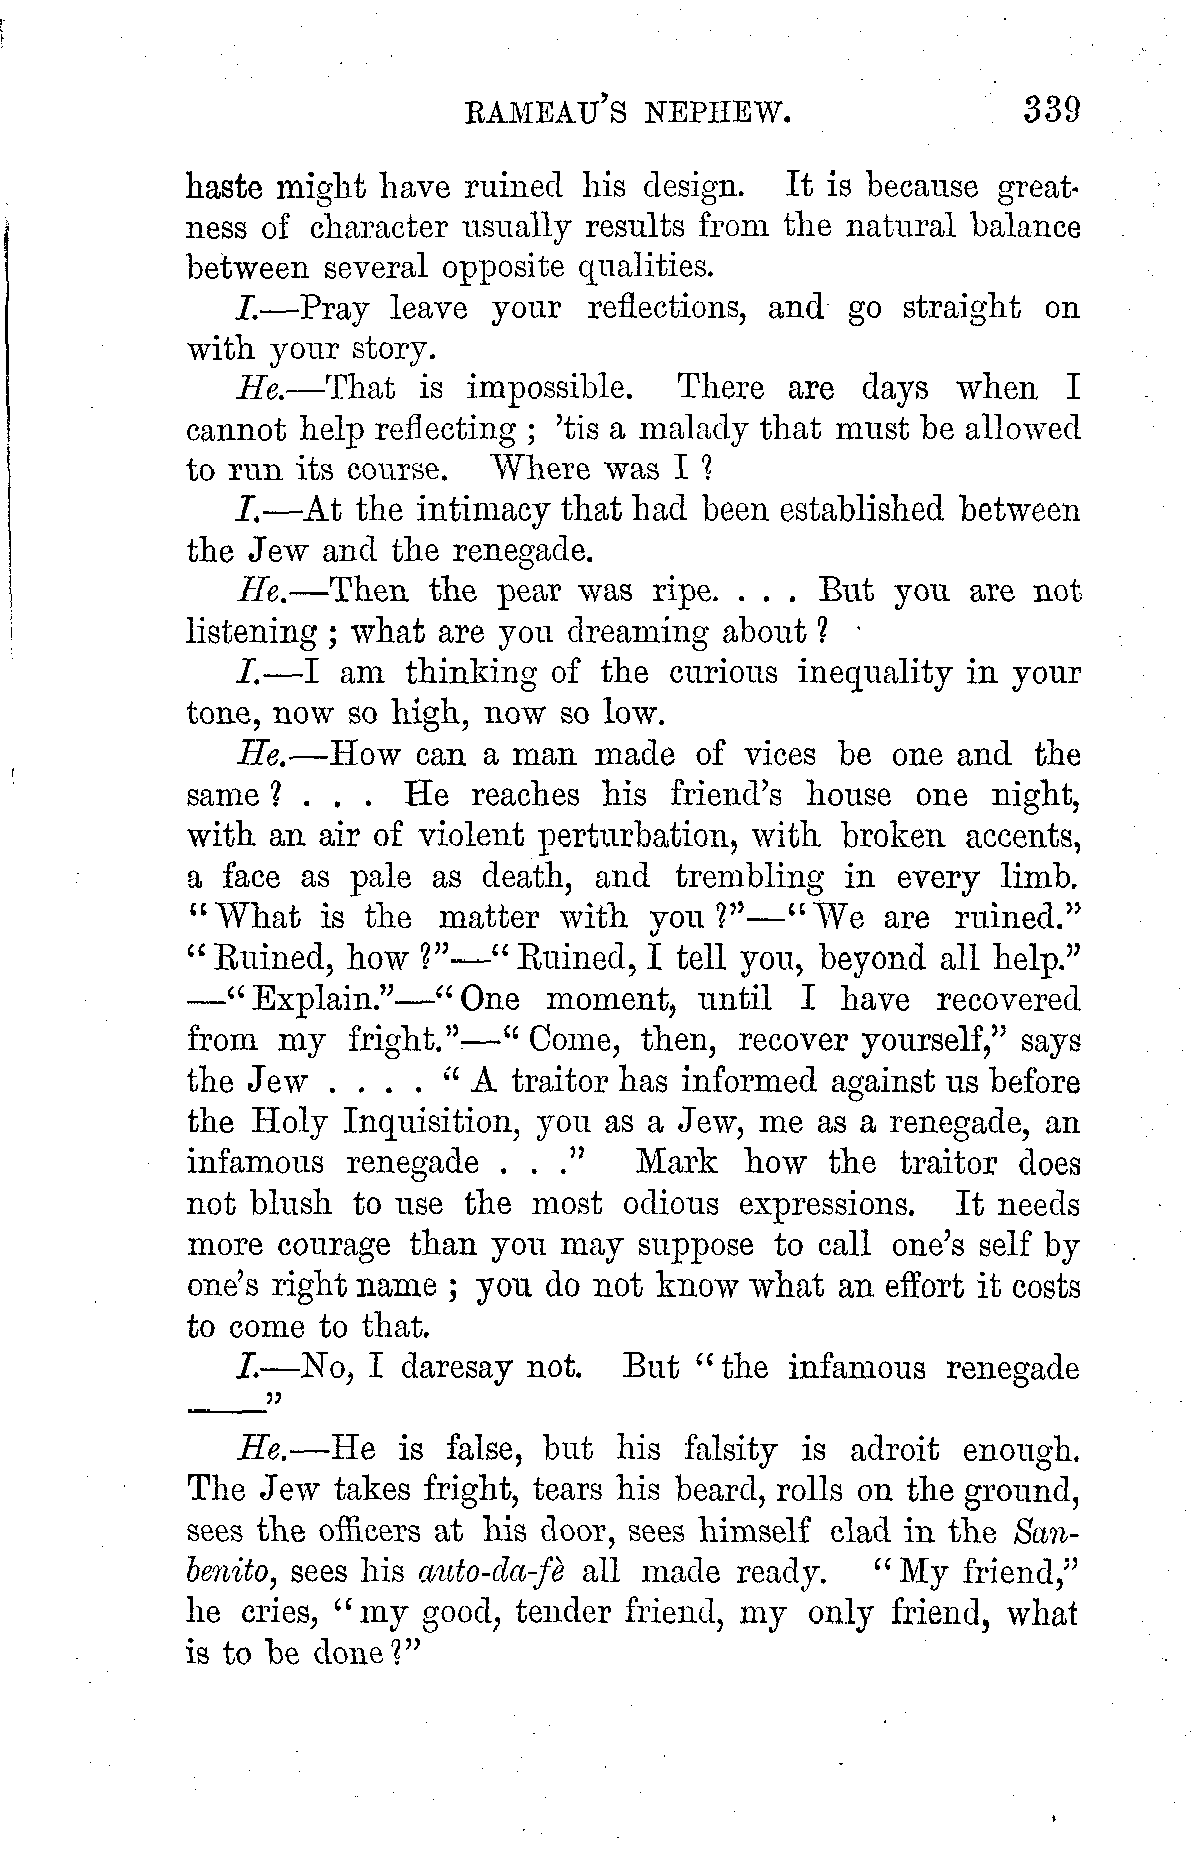 RAMEAU'S NEPHEW. 339
haste might have ruined his design. It is because great-
ness of character usually results from the natural balance
between several opposite qualities.
I.—Pray leave your reflections, and go straight on
with your story.
He.—That is impossible. There are days when I
cannot help reflecting ; 'tis a malady that must be allowed
to run its course. Where was I ?
I.—At the intimacy that had been established between
the Jew and the renegade.
He.—Then the pear was ripe. . . . But you are not
listening ; what are you dreaming about ?
I.—I am thinking of the curious inequality in your
tone, now so high, now so low.
He.—How can a man made of vices be one and the
same ? . . . He reaches his friend's house one night,
with an air of violent perturbation, with broken accents,
a face as pale as death, and trembling in every limb.
“What is the matter with you ?”—“We are ruined.”
“Ruined, how ?”—“Ruined, I tell you, beyond all help.”
—“Explain.”—“One moment, until I have recovered
from my fright.”—“Come, then, recover yourself,” says
the Jew . . . . “A traitor has informed against us before
the Holy Inquisition, you as a Jew, me as a renegade, an
infamous renegade . . .” Mark how the traitor does
not blush to use the most odious expressions. It needs
more courage than you may suppose to call one's self by
one's right name ; you do not know what an effort it costs
to come to that.
I.—No, I daresay not. But “the infamous renegade
——”
He.—He is false, but his falsity is adroit enough.
The Jew takes fright, tears his beard, rolls on the ground,
sees the officers at his door, sees himself clad in the San-
benito, sees his auto-da-fè all made ready. “My friend,”
he cries, “my good, tender friend, my only friend, what
is to be done ?”